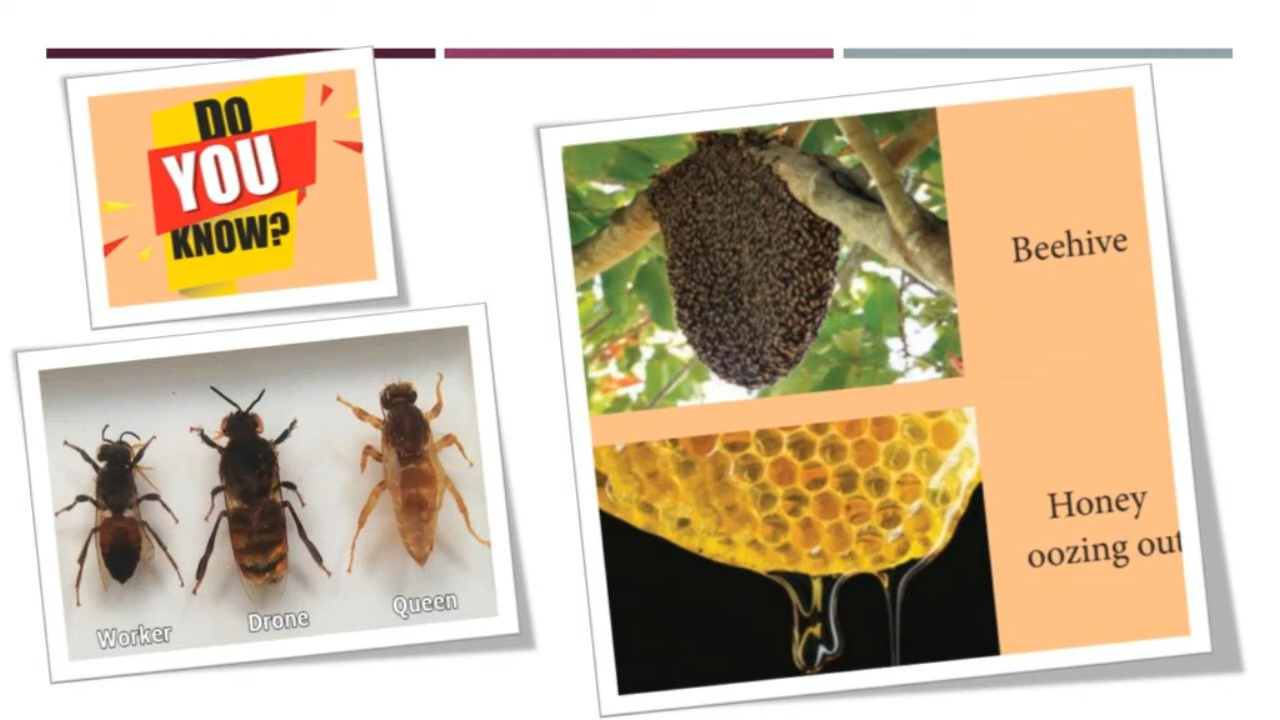 DO
YOU
KNOW?
Worker
Drone
Queen
Beehive
Honey
oozing out